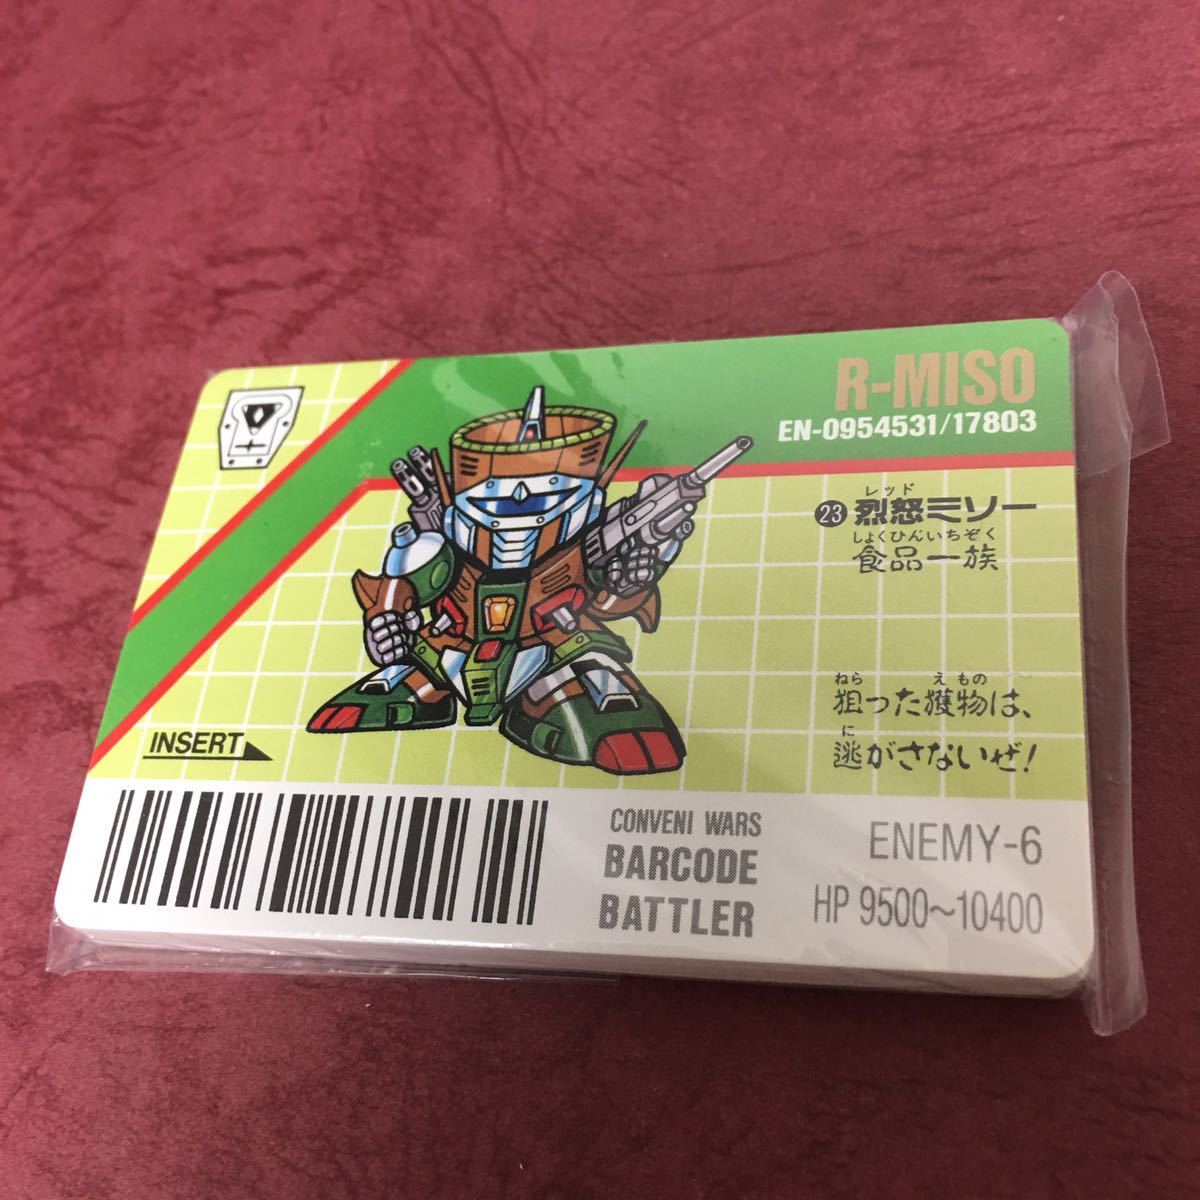 R-MISO
EN-0954531/17803
レッド
㉓烈怒ミソー
しょくひんいちぞく
食品一族
ねら えもの
狙った獲物は、
に
逃がさないぜ!
INSERT
CONVENI WARS
BARCODE
BATTLER
ENEMY-6
HP 9500~10400